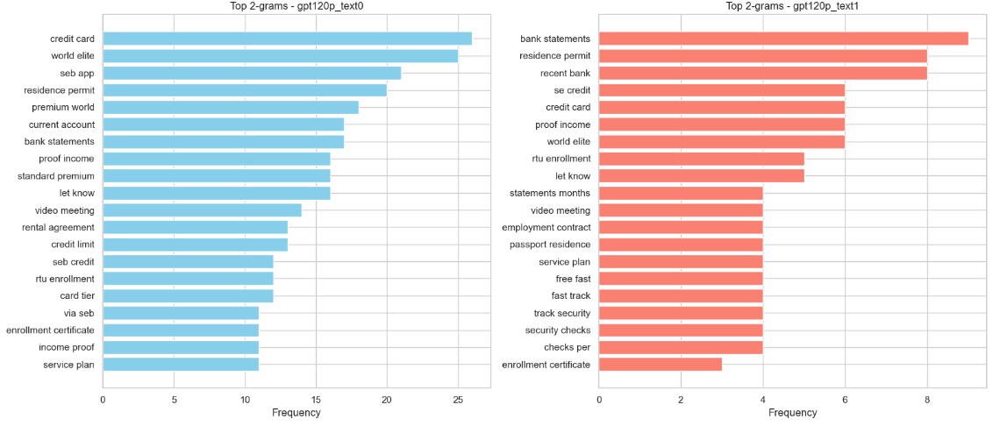 Top 2-grams - gpt120p_text0
credit card
world elite
seb app
residence permit
premium world
current account
bank statements
proof income
standard premium
let know
video meeting
rental agreement
credit limit
seb credit
rtu enrollment
card tier
via seb
enrollment certificate
income proof
service plan
0 5 10 15 20 25
Frequency
Top 2-grams - gpt120p_text1
bank statements
residence permit
recent bank
se credit
credit card
proof income
world elite
rtu enrollment
let know
statements months
video meeting
employment contract
passport residence
service plan
free fast
fast track
track security
security checks
checks per
enrollment certificate
0 2 4 6 8
Frequency